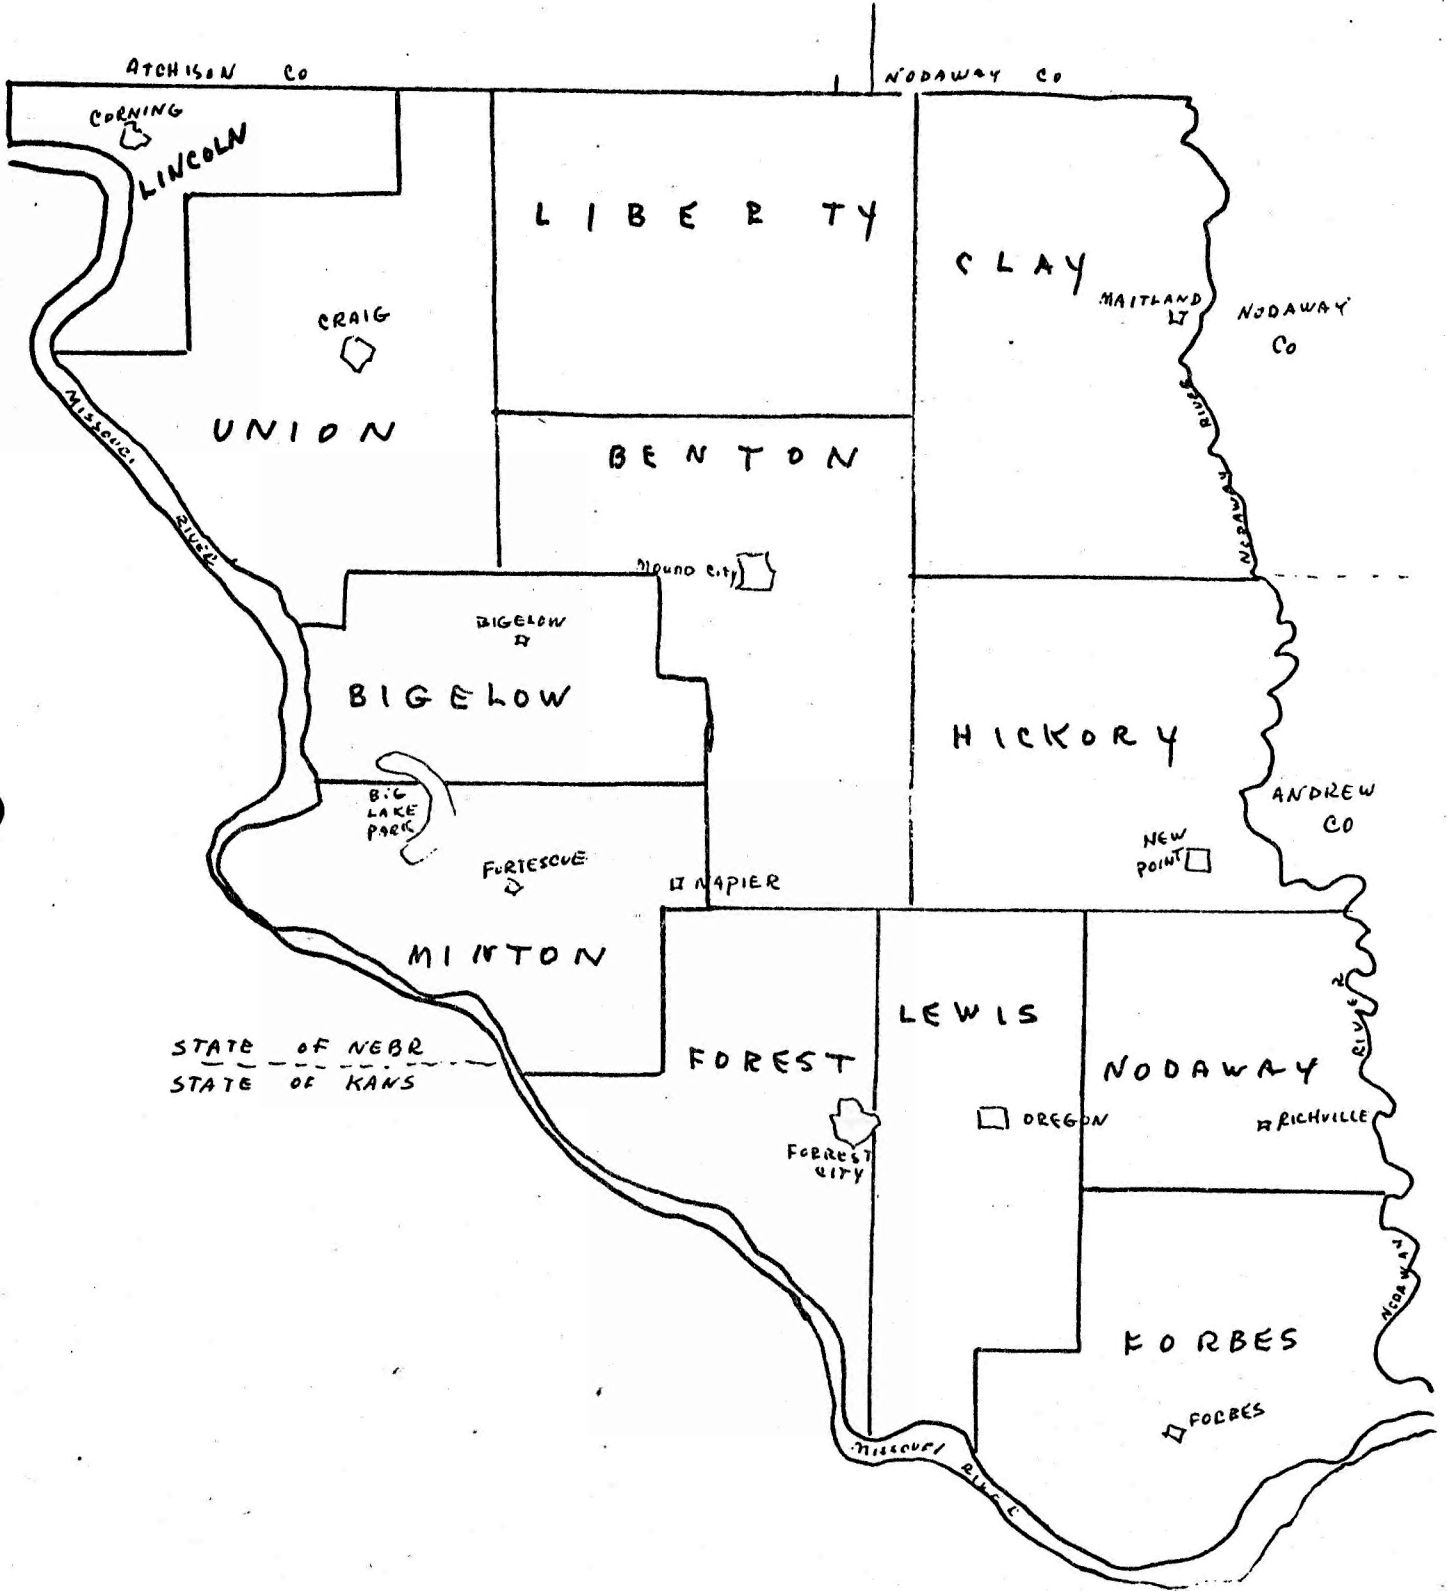 ATCHISON CO
NODAWAY CO
CORNING
LINCOLN
LIBERTY
CLAY
MAITLAND
NODAWAY
CO
CRAIG
UNION
MISSOURI
RIVER
BENTON
RIVER
NODAWAY
MOUND CITY
BIGELOW
BIGELOW
HICKORY
BIG
LAKE
PARK
ANDREW
CO
NEW
POINT
FORTESCUE
NAPIER
MINTON
LEWIS
STATE OF NEBR
STATE OF KANS
FOREST
NODAWAY
RIVER
FORREST
CITY
OREGON
RICHVILLE
NODAWAY
FORBES
FORBES
MISSOURI
RIVER